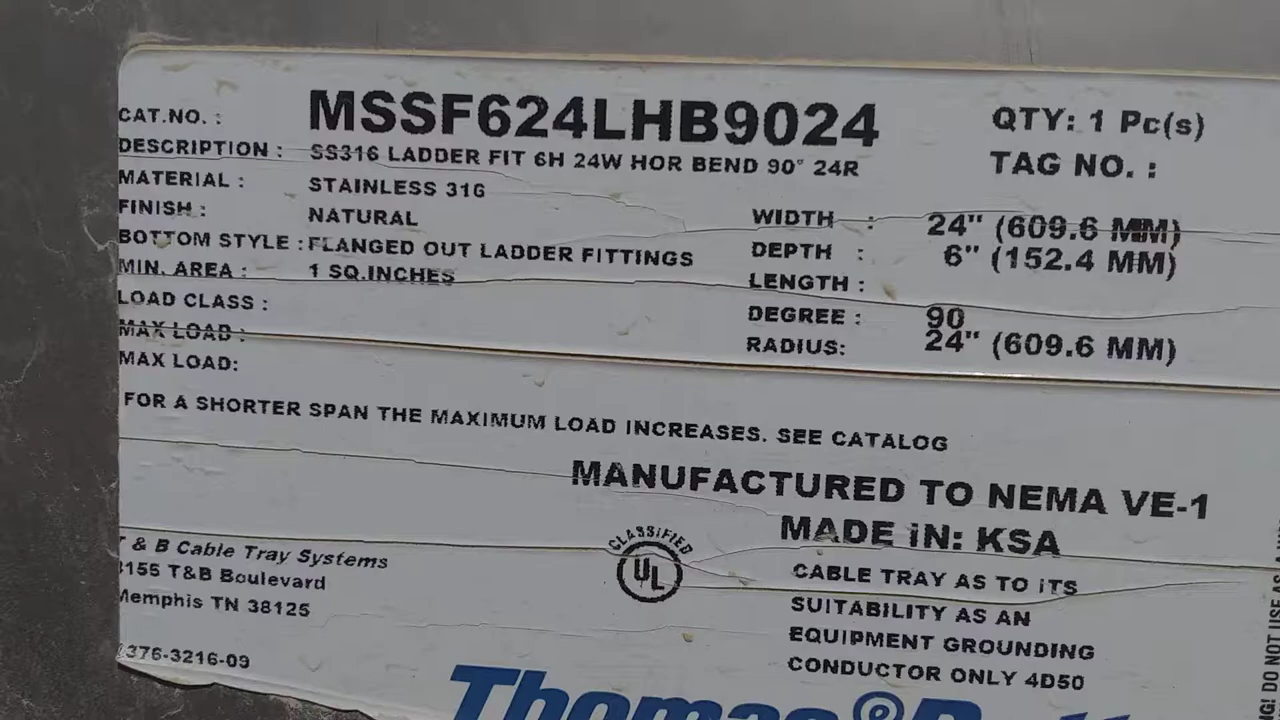 CAT.NO. : MSSF624LHB9024 QTY: 1 Pc(s)
DESCRIPTION : SS316 LADDER FIT 6H 24W HOR BEND 90° 24R TAG NO. :
MATERIAL : STAINLESS 316
FINISH : NATURAL WIDTH : 24" (609.6 MM)
BOTTOM STYLE : FLANGED OUT LADDER FITTINGS DEPTH : 6" (152.4 MM)
MIN. AREA : 1 SQ.INCHES LENGTH :
LOAD CLASS : DEGREE : 90
MAX LOAD : RADIUS: 24" (609.6 MM)
MAX LOAD:
FOR A SHORTER SPAN THE MAXIMUM LOAD INCREASES. SEE CATALOG
MANUFACTURED TO NEMA VE-1
MADE iN: KSA
CLASSiFiED
UL
CABLE TRAY AS TO iTS
SUITABILITY AS AN
EQUIPMENT GROUNDING
CONDUCTOR ONLY 4D50
T & B Cable Tray Systems
8155 T&B Boulevard
Memphis TN 38125
376-3216-09
Thomas &
DO NOT USE AS A